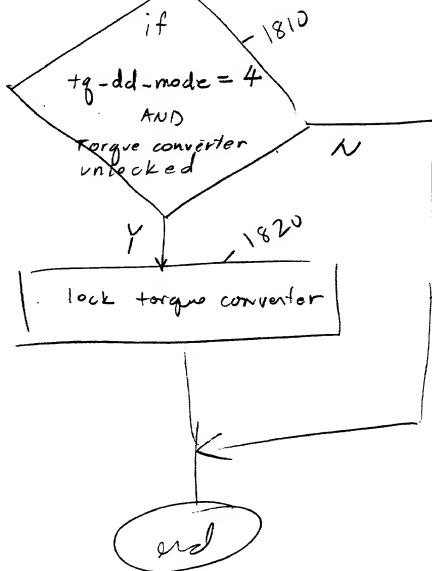 if
1810
tq-dd-mode = 4
AND
Torque converter
unlocked
N
Y
1820
lock torque converter
end